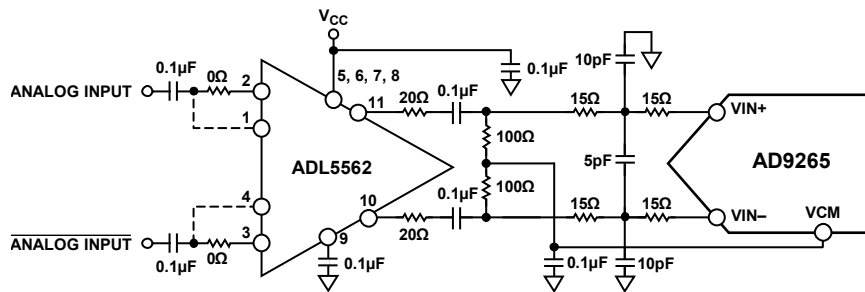 VCC
0.1µF
0Ω
ANALOG INPUT
2
1
5, 6, 7, 8
0.1µF
10pF
11
20Ω
0.1µF
15Ω
15Ω
VIN+
100Ω
ADL5562
5pF
AD9265
100Ω
4
10
0.1µF
15Ω
15Ω
VIN–
VCM
ANALOG INPUT
3
9
20Ω
0.1µF
0Ω
0.1µF
0.1µF
10pF